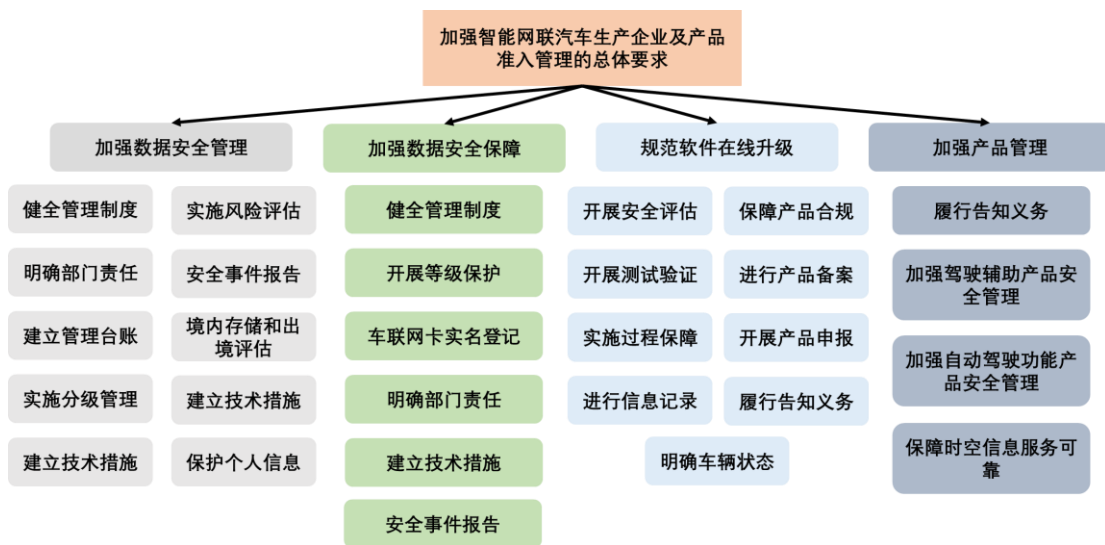 加强智能网联汽车生产企业及产品
准入管理的总体要求
加强数据安全管理
健全管理制度
实施风险评估
明确部门责任
安全事件报告
建立管理台账
境内存储和出
境评估
实施分级管理
建立技术措施
建立技术措施
保护个人信息
加强数据安全保障
健全管理制度
开展等级保护
车联网卡实名登记
明确部门责任
建立技术措施
安全事件报告
规范软件在线升级
开展安全评估
保障产品合规
开展测试验证
进行产品备案
实施过程保障
开展产品申报
进行信息记录
履行告知义务
明确车辆状态
加强产品管理
履行告知义务
加强驾驶辅助产品安
全管理
加强自动驾驶功能产
品安全管理
保障时空信息服务可
靠